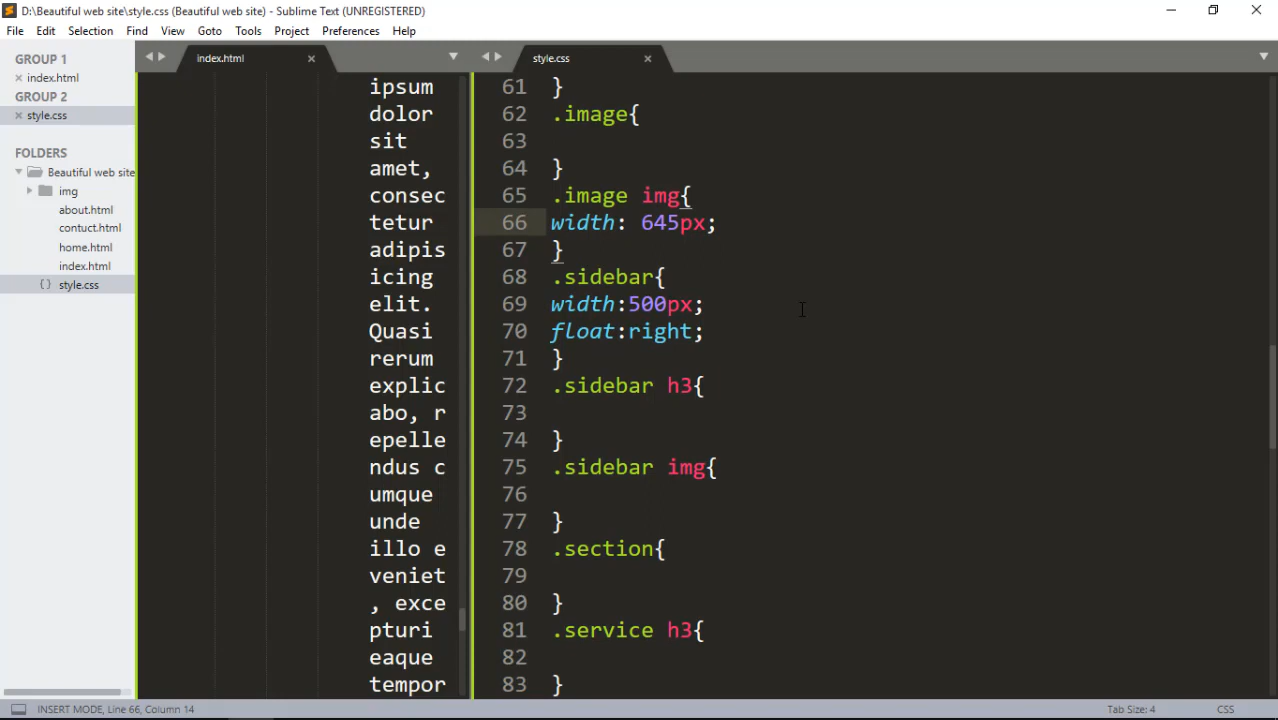 D:\Beautiful web site\style.css (Beautiful web site) - Sublime Text (UNREGISTERED)
File Edit Selection Find View Goto Tools Project Preferences Help
GROUP 1
index.html
GROUP 2
style.css
FOLDERS
Beautiful web site
img
about.html
contuct.html
home.html
index.html
{} style.css
index.html
ipsum
dolor
sit
amet,
consec
tetur
adipis
icing
elit.
Quasi
rerum
explic
abo, r
epelle
ndus c
umque
unde
illo e
veniet
, exce
pturi
eaque
tempor
style.css
61 }
62 .image{
63
64 }
65 .image img{
66 width: 645px;
67 }
68 .sidebar{
69 width:500px;
70 float:right;
71 }
72 .sidebar h3{
73
74 }
75 .sidebar img{
76
77 }
78 .section{
79
80 }
81 .service h3{
82
83 }
INSERT MODE, Line 66, Column 14
Tab Size: 4
CSS